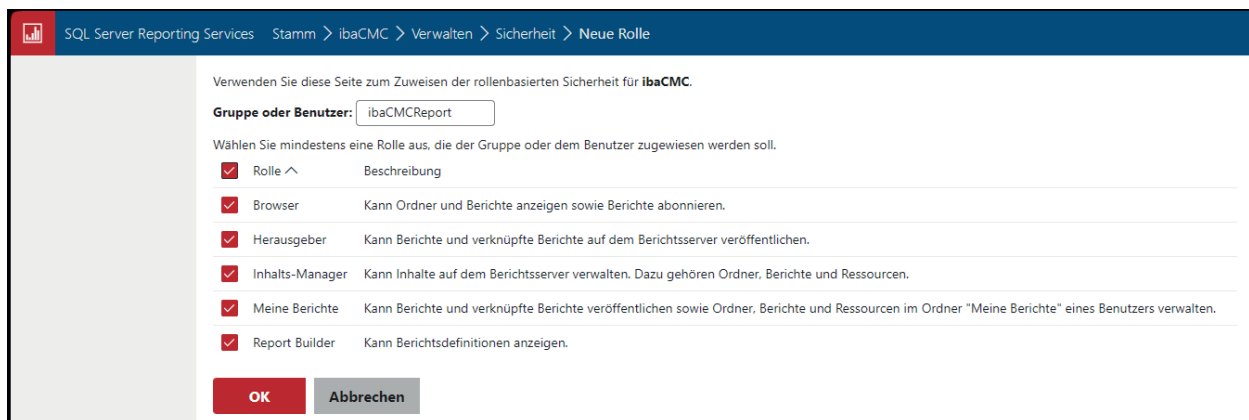 SQL Server Reporting Services Stamm > ibaCMC > Verwalten > Sicherheit > Neue Rolle
Verwenden Sie diese Seite zum Zuweisen der rollenbasierten Sicherheit für ibaCMC.
Gruppe oder Benutzer: ibaCMCReport
Wählen Sie mindestens eine Rolle aus, die der Gruppe oder dem Benutzer zugewiesen werden soll.
Rolle Beschreibung
Browser Kann Ordner und Berichte anzeigen sowie Berichte abonnieren.
Herausgeber Kann Berichte und verknüpfte Berichte auf dem Berichtsserver veröffentlichen.
Inhalts-Manager Kann Inhalte auf dem Berichtsserver verwalten. Dazu gehören Ordner, Berichte und Ressourcen.
Meine Berichte Kann Berichte und verknüpfte Berichte veröffentlichen sowie Ordner, Berichte und Ressourcen im Ordner "Meine Berichte" eines Benutzers verwalten.
Report Builder Kann Berichtsdefinitionen anzeigen.
OK Abbrechen